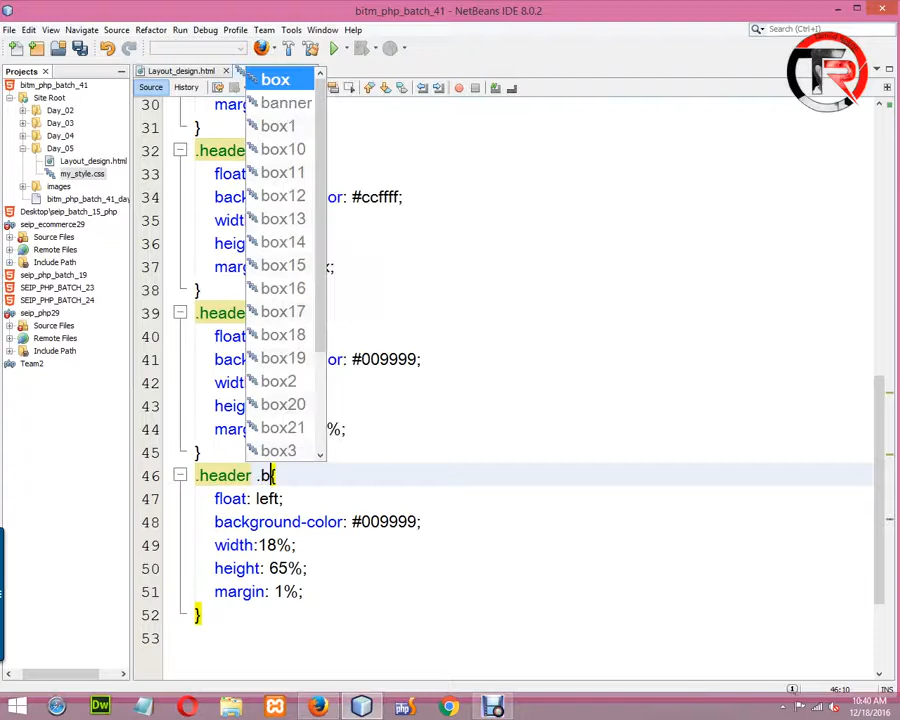 bitm_php_batch_41 - NetBeans IDE 8.0.2
File Edit View Navigate Source Refactor Run Debug Profile Team Tools Window Help
Search (Ctrl+I)
Projects
Layout_design.html
bitm_php_batch_41
Site Root
Day_02
Day_03
Day_04
Day_05
Layout_design.html
my_style.css
images
bitm_php_batch_41_day
Desktop\seip_batch_15_php
seip_ecommerce29
Source Files
Remote Files
Include Path
seip_php_batch_19
SEIP_PHP_BATCH_23
SEIP_PHP_BATCH_24
seip_php29
Source Files
Remote Files
Include Path
Team2
Source History
box
banner
box1
box10
box11
box12
box13
box14
box15
box16
box17
box18
box19
box2
box20
box21
box3
30 marg
31 }
32 .heade
33 float
34 back or: #ccffff;
35 widt
36 heig
37 marg x;
38 }
39 .heade
40 float
41 back or: #009999;
42 widt
43 heig
44 marg %;
45 }
46 .header .b{
47 float: left;
48 background-color: #009999;
49 width:18%;
50 height: 65%;
51 margin: 1%;
52 }
53
1 46:10 INS
TR
Dw
php
10:40 AM
12/18/2016